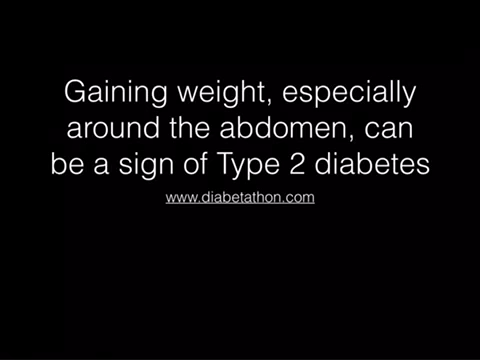 Gaining weight, especially
around the abdomen, can
be a sign of Type 2 diabetes
www.diabetathon.com